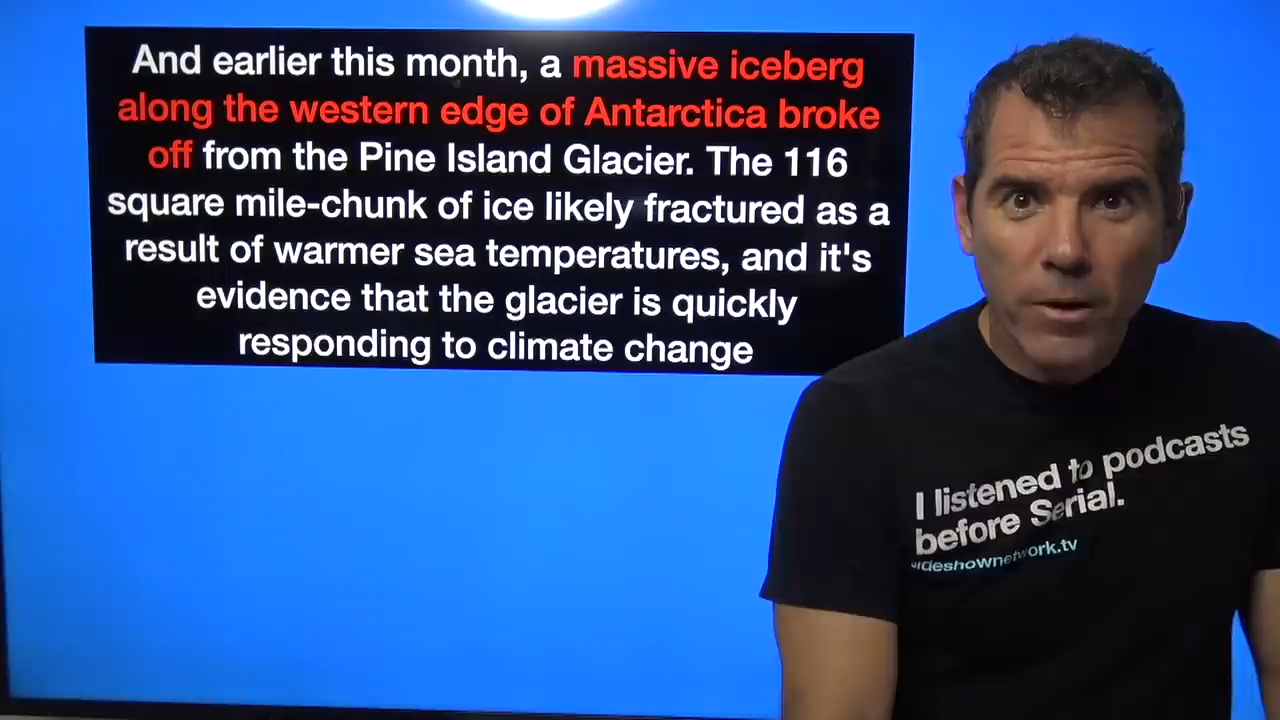 And earlier this month, a massive iceberg
along the western edge of Antarctica broke
off from the Pine Island Glacier. The 116
square mile-chunk of ice likely fractured as a
result of warmer sea temperatures, and it's
evidence that the glacier is quickly
responding to climate change
I listened to podcasts
before Serial.
sideshownetwork.tv